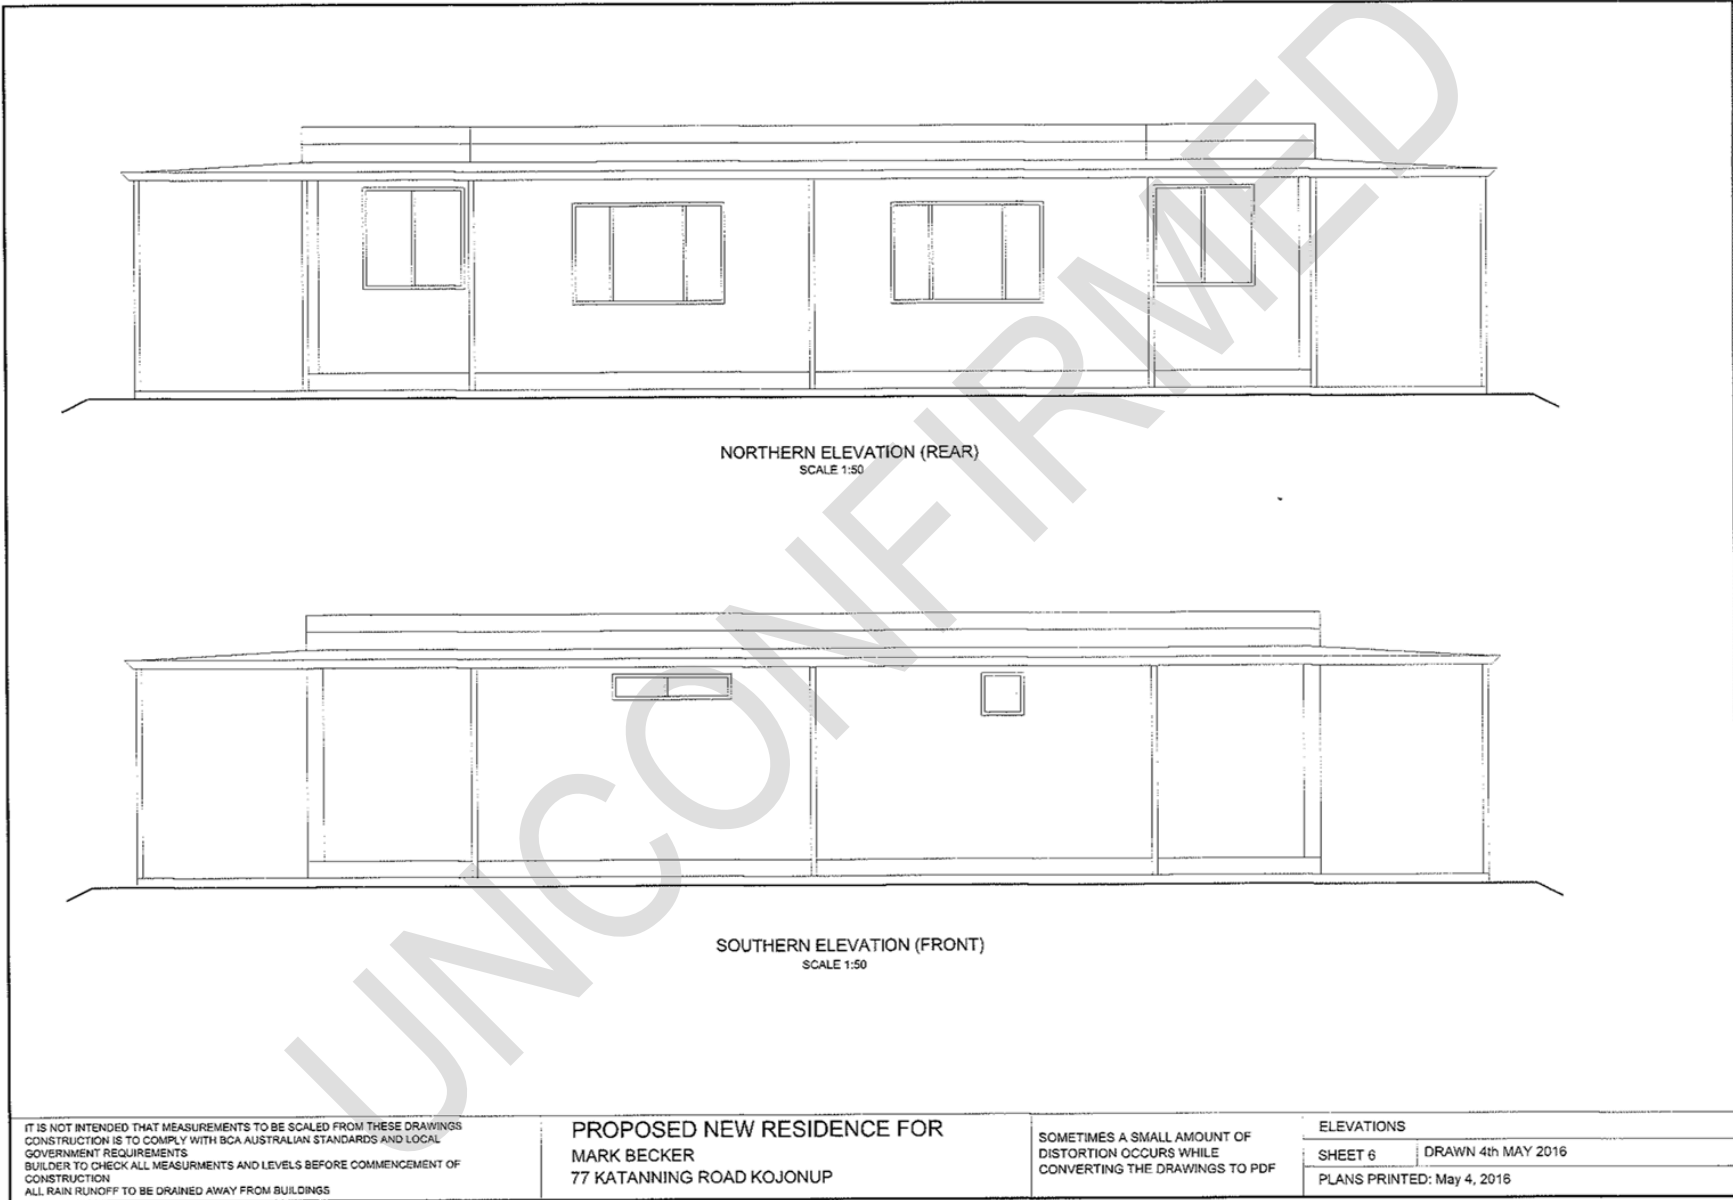 NORTHERN ELEVATION (REAR)
SCALE 1:50
SOUTHERN ELEVATION (FRONT)
SCALE 1:50
UNCONFIRMED
IT IS NOT INTENDED THAT MEASUREMENTS TO BE SCALED FROM THESE DRAWINGS
CONSTRUCTION IS TO COMPLY WITH BCA AUSTRALIAN STANDARDS AND LOCAL
GOVERNMENT REQUIREMENTS
BUILDER TO CHECK ALL MEASURMENTS AND LEVELS BEFORE COMMENCEMENT OF
CONSTRUCTION
ALL RAIN RUNOFF TO BE DRAINED AWAY FROM BUILDINGS
PROPOSED NEW RESIDENCE FOR
MARK BECKER
77 KATANNING ROAD KOJONUP
SOMETIMES A SMALL AMOUNT OF
DISTORTION OCCURS WHILE
CONVERTING THE DRAWINGS TO PDF
ELEVATIONS
SHEET 6
DRAWN 4th MAY 2016
PLANS PRINTED: May 4, 2016